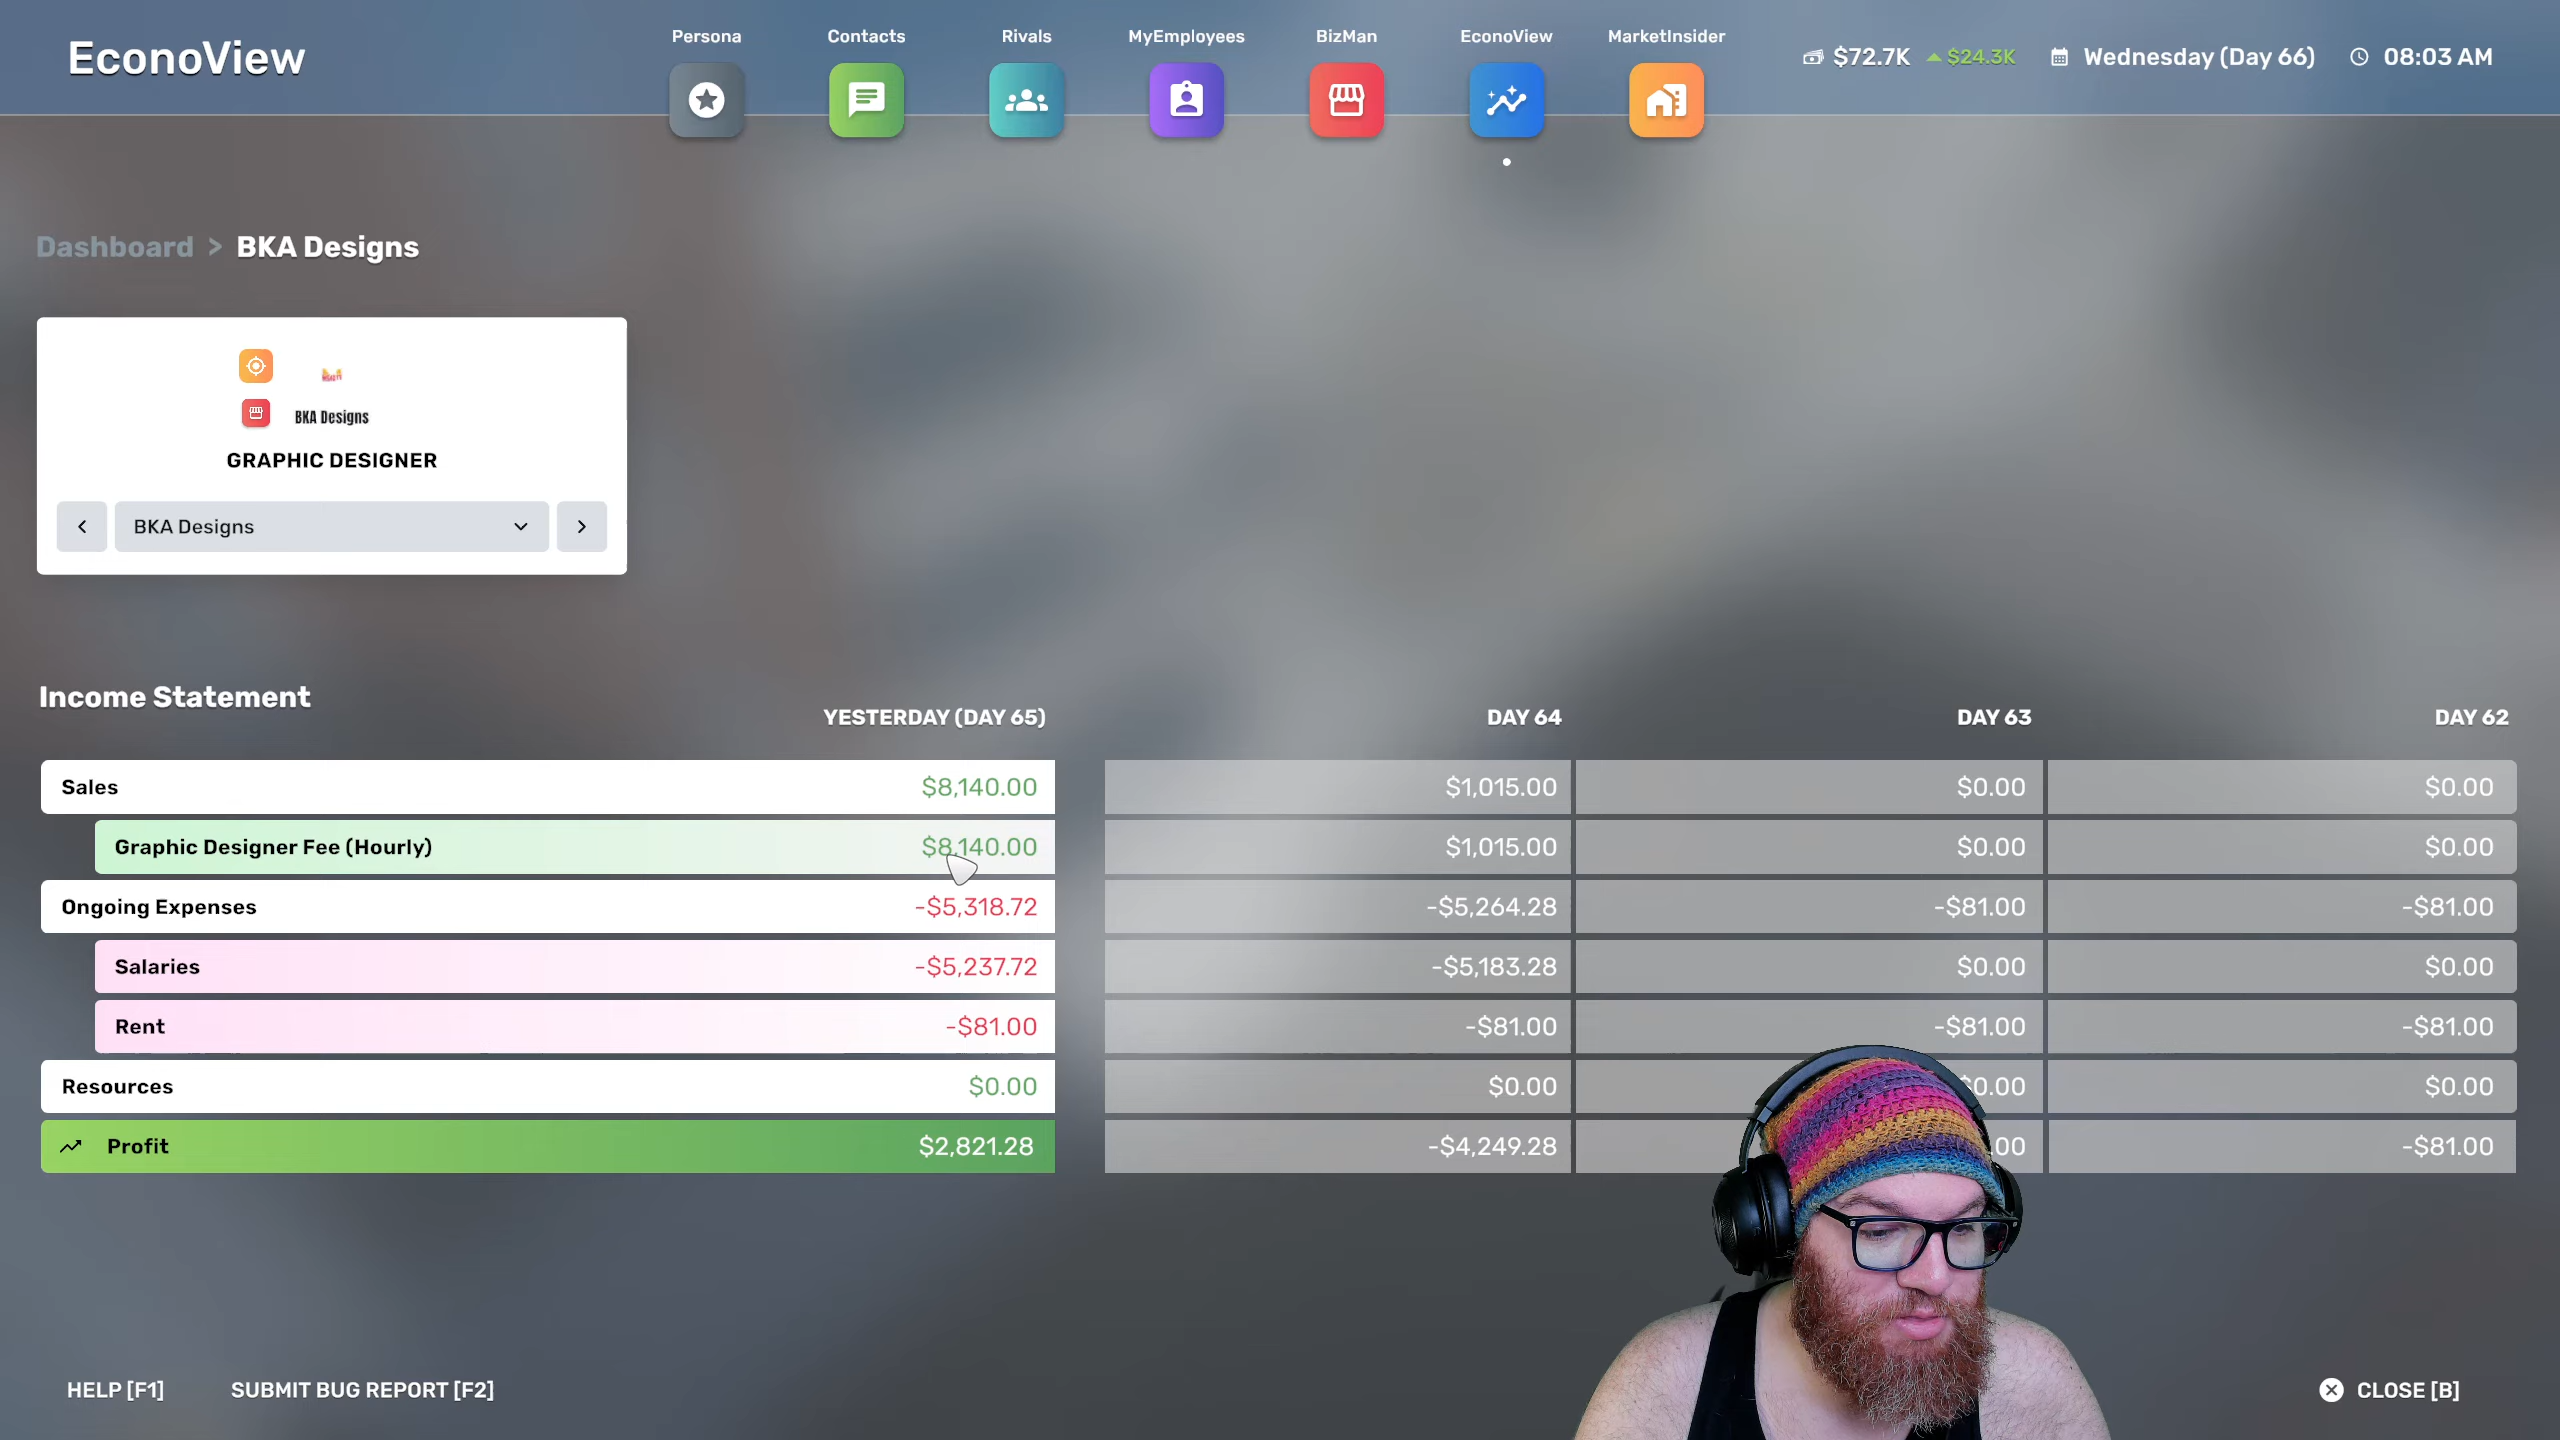 EconoView
Persona
Contacts
Rivals
MyEmployees
BizMan
EconoView
MarketInsider
$72.7K
$24.3K
Wednesday (Day 66)
08:03 AM
Dashboard > BKA Designs
BKA Designs
GRAPHIC DESIGNER
BKA Designs
Income Statement
YESTERDAY (DAY 65) DAY 64 DAY 63 DAY 62
Sales $8,140.00 $1,015.00 $0.00 $0.00
Graphic Designer Fee (Hourly) $8,140.00 $1,015.00 $0.00 $0.00
Ongoing Expenses -$5,318.72 -$5,264.28 -$81.00 -$81.00
Salaries -$5,237.72 -$5,183.28 $0.00 $0.00
Rent -$81.00 -$81.00 -$81.00 -$81.00
Resources $0.00 $0.00 $0.00 $0.00
Profit $2,821.28 -$4,249.28 .00 -$81.00
HELP [F1]
SUBMIT BUG REPORT [F2]
CLOSE [B]